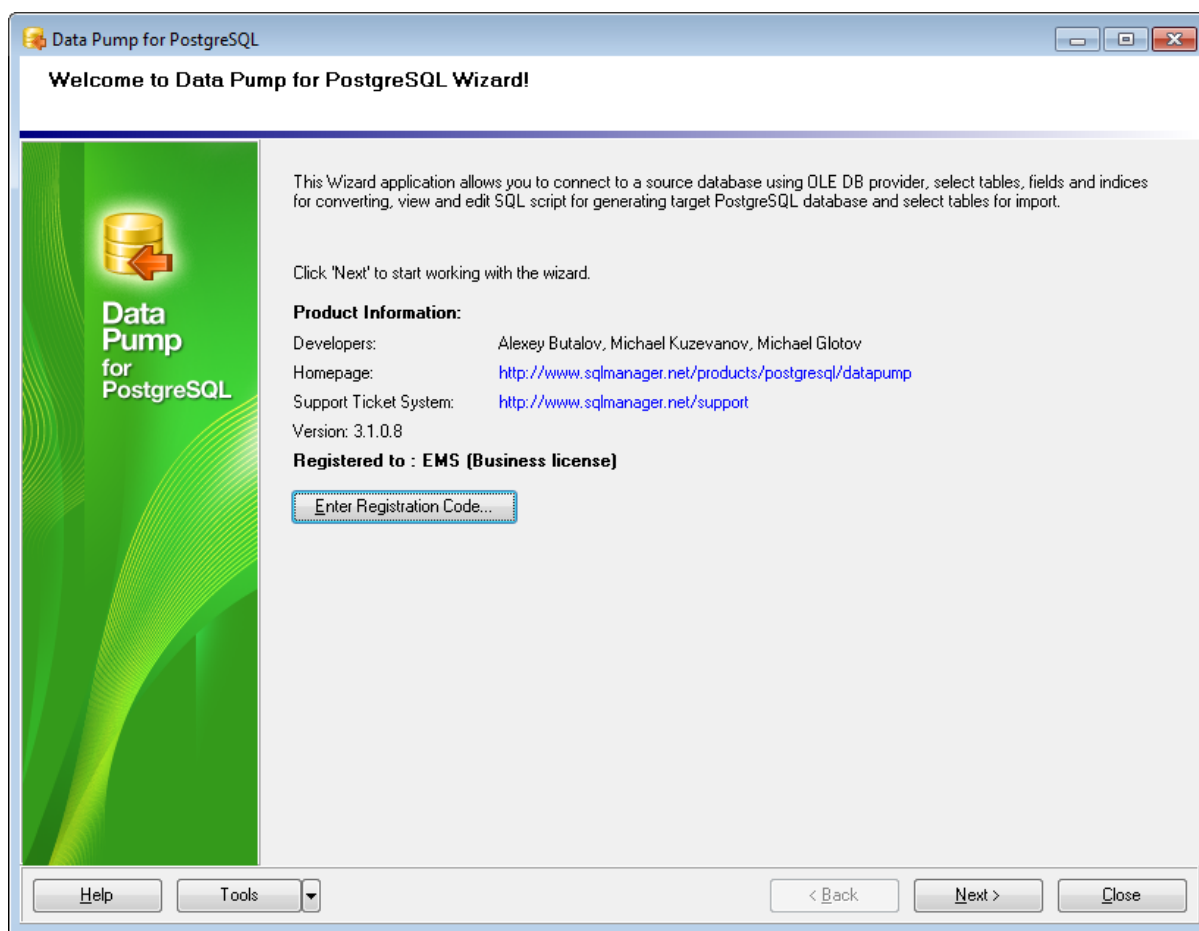 Data Pump for PostgreSQL
Welcome to Data Pump for PostgreSQL Wizard!
Data
Pump
for
PostgreSQL
This Wizard application allows you to connect to a source database using OLE DB provider, select tables, fields and indices
for converting, view and edit SQL script for generating target PostgreSQL database and select tables for import.
Click 'Next' to start working with the wizard.
Product Information:
Developers: Alexey Butalov, Michael Kuzevanov, Michael Glotov
Homepage: http://www.sqlmanager.net/products/postgresql/datapump
Support Ticket System: http://www.sqlmanager.net/support
Version: 3.1.0.8
Registered to : EMS (Business license)
Enter Registration Code...
Help Tools < Back Next > Close